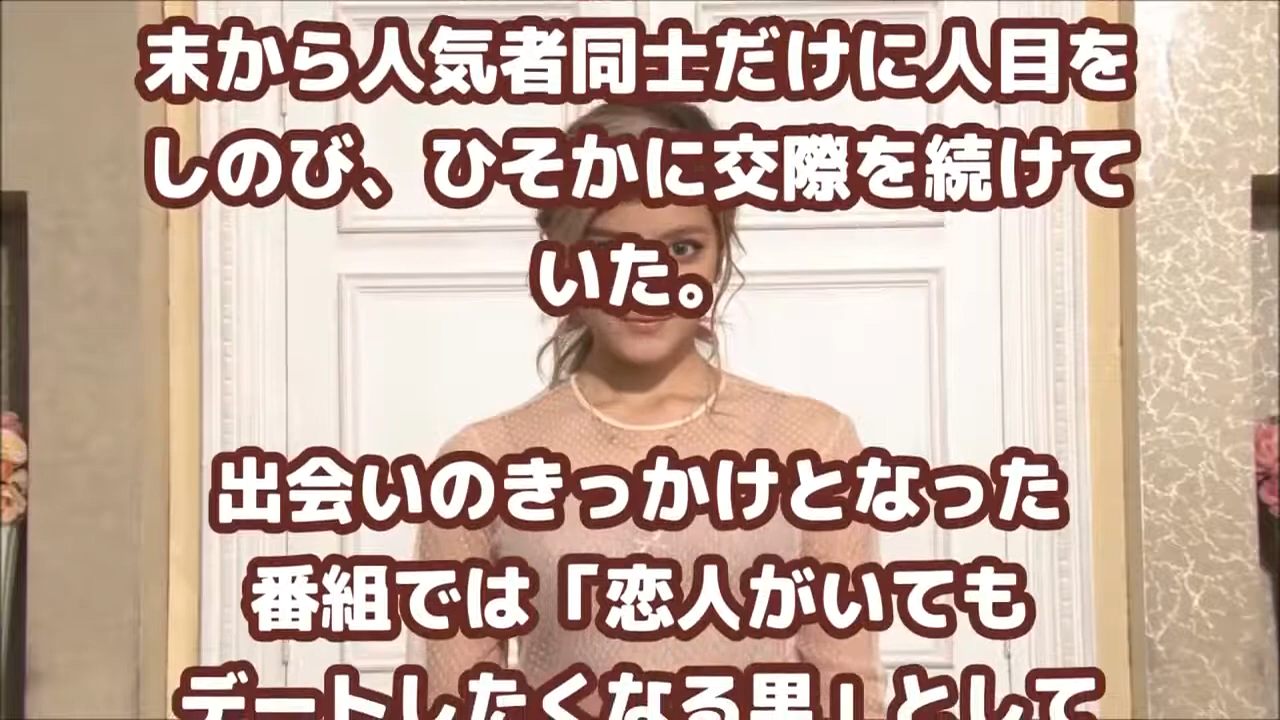 末から人気者同士だけに人目を
しのび、ひそかに交際を続けて
いた。
出会いのきっかけとなった
番組では「恋人がいても
デートしたくなる男」として